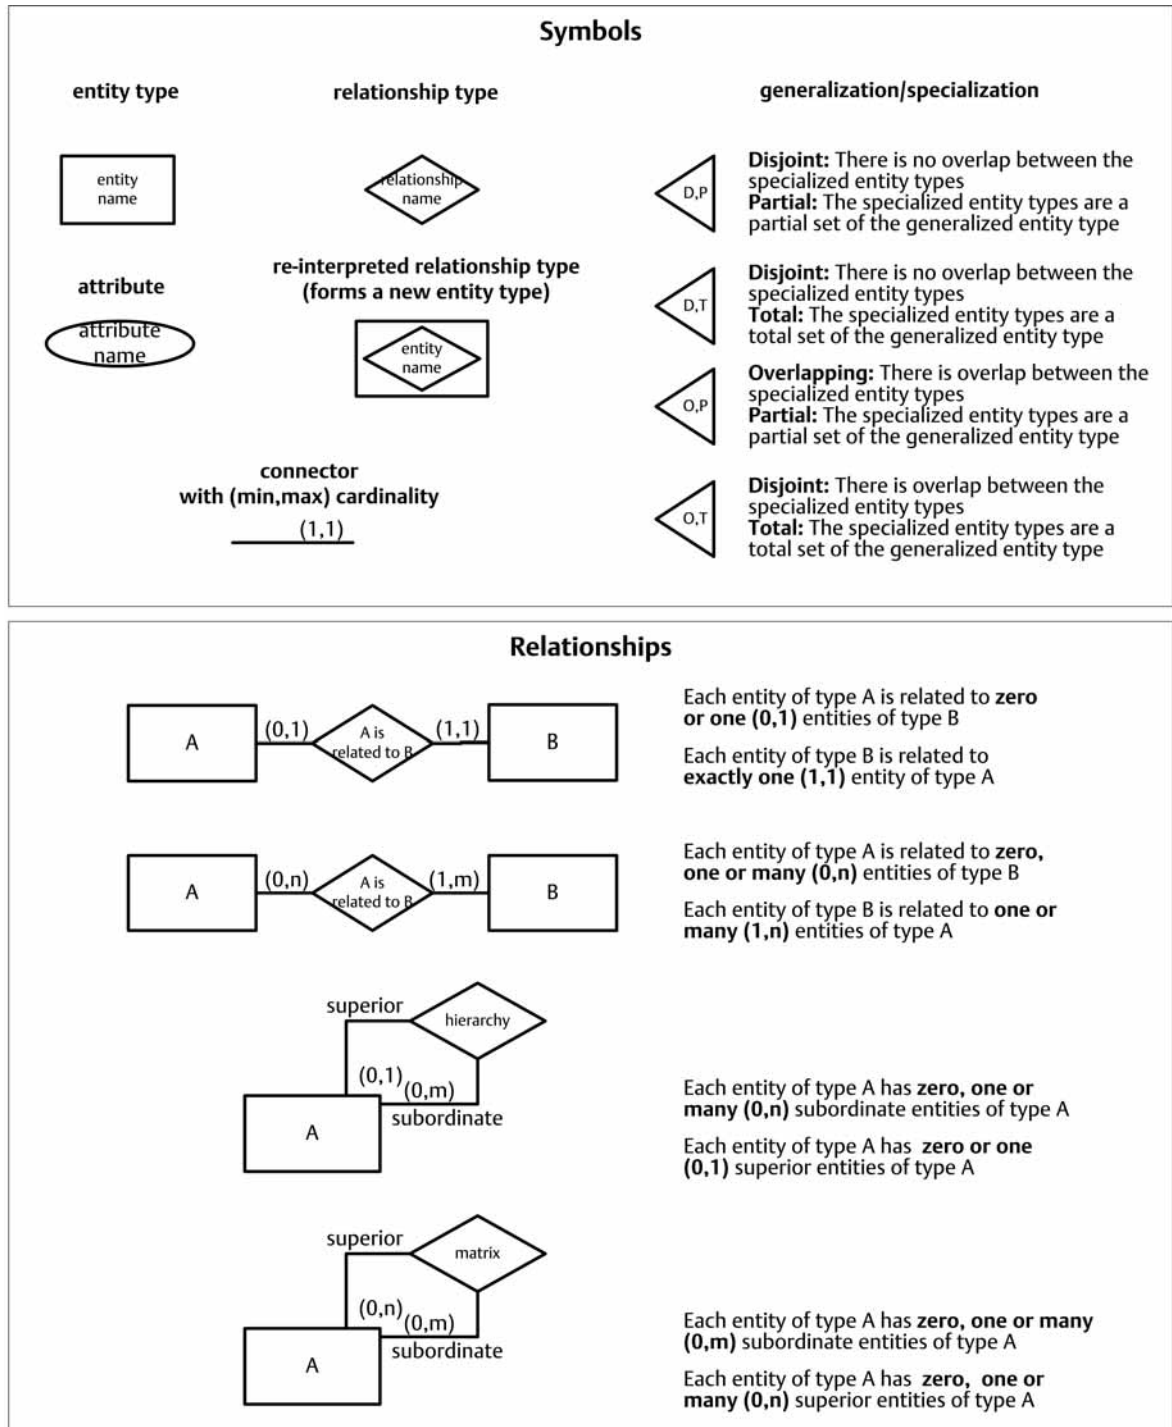 Symbols
entity type
relationship type
generalization/specialization
entity
name
relationship
name
D,P
Disjoint: There is no overlap between the
specialized entity types
Partial: The specialized entity types are a
partial set of the generalized entity type
attribute
attribute
name
re-interpreted relationship type
(forms a new entity type)
entity
name
D,T
Disjoint: There is no overlap between the
specialized entity types
Total: The specialized entity types are a
total set of the generalized entity type
O,P
Overlapping: There is overlap between the
specialized entity types
Partial: The specialized entity types are a
partial set of the generalized entity type
connector
with (min,max) cardinality
(1,1)
O,T
Disjoint: There is overlap between the
specialized entity types
Total: The specialized entity types are a
total set of the generalized entity type
Relationships
A
(0,1)
A is
related to B
(1,1)
B
Each entity of type A is related to zero
or one (0,1) entities of type B
Each entity of type B is related to
exactly one (1,1) entity of type A
A
(0,n)
A is
related to B
(1,m)
B
Each entity of type A is related to zero,
one or many (0,n) entities of type B
Each entity of type B is related to one or
many (1,n) entities of type A
superior
hierarchy
(0,1)
(0,m)
subordinate
A
Each entity of type A has zero, one or
many (0,n) subordinate entities of type A
Each entity of type A has zero or one
(0,1) superior entities of type A
superior
matrix
(0,n)
(0,m)
subordinate
A
Each entity of type A has zero, one or many
(0,m) subordinate entities of type A
Each entity of type A has zero, one or
many (0,n) superior entities of type A